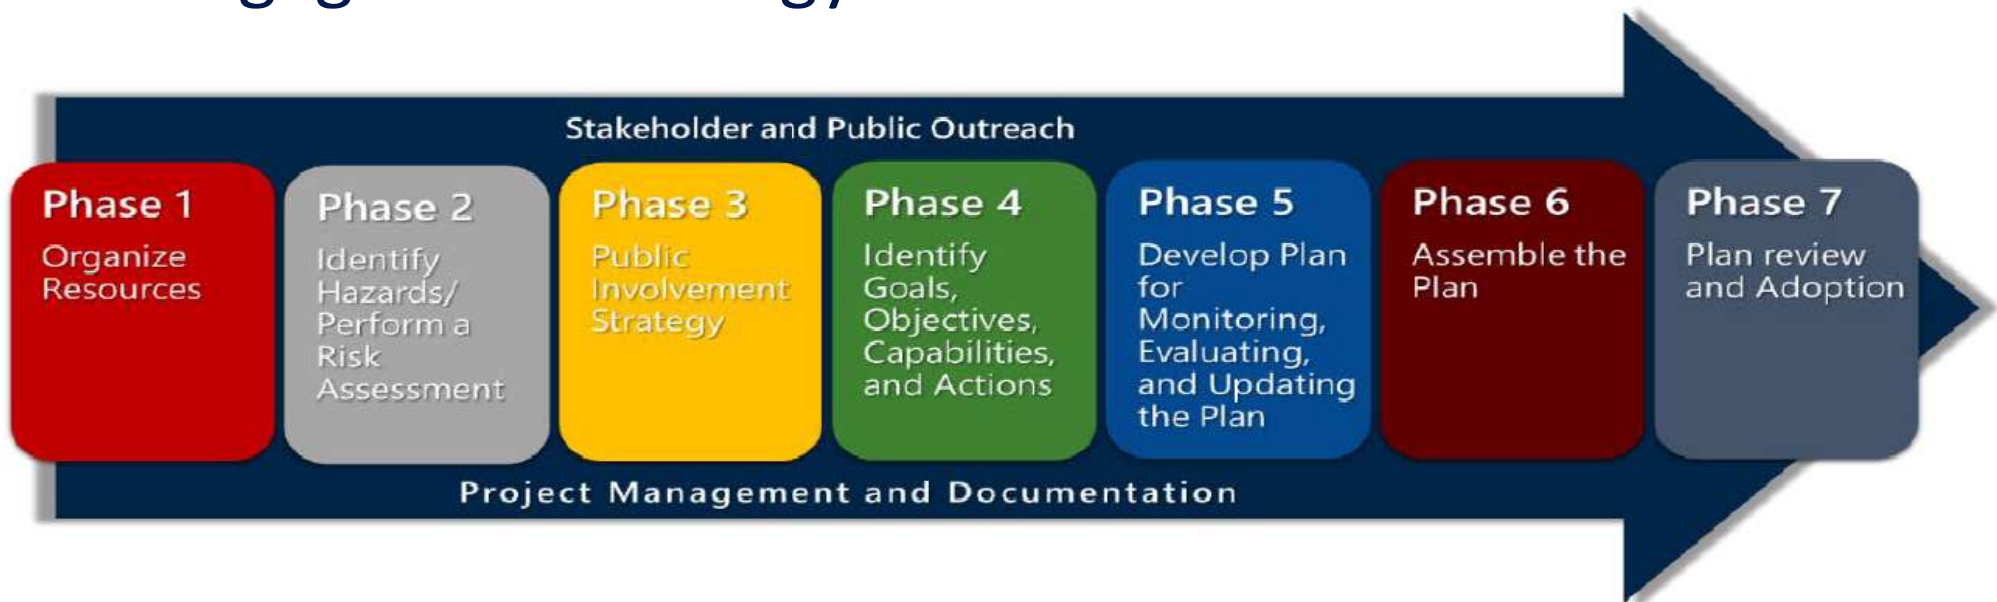 Stakeholder and Public Outreach
Phase 1
Organize
Resources
Phase 2
Identify
Hazards/
Perform a
Risk
Assessment
Phase 3
Public
Involvement
Strategy
Phase 4
Identify
Goals,
Objectives,
Capabilities,
and Actions
Phase 5
Develop Plan
for
Monitoring,
Evaluating,
and Updating
the Plan
Phase 6
Assemble the
Plan
Phase 7
Plan review
and Adoption
Project Management and Documentation